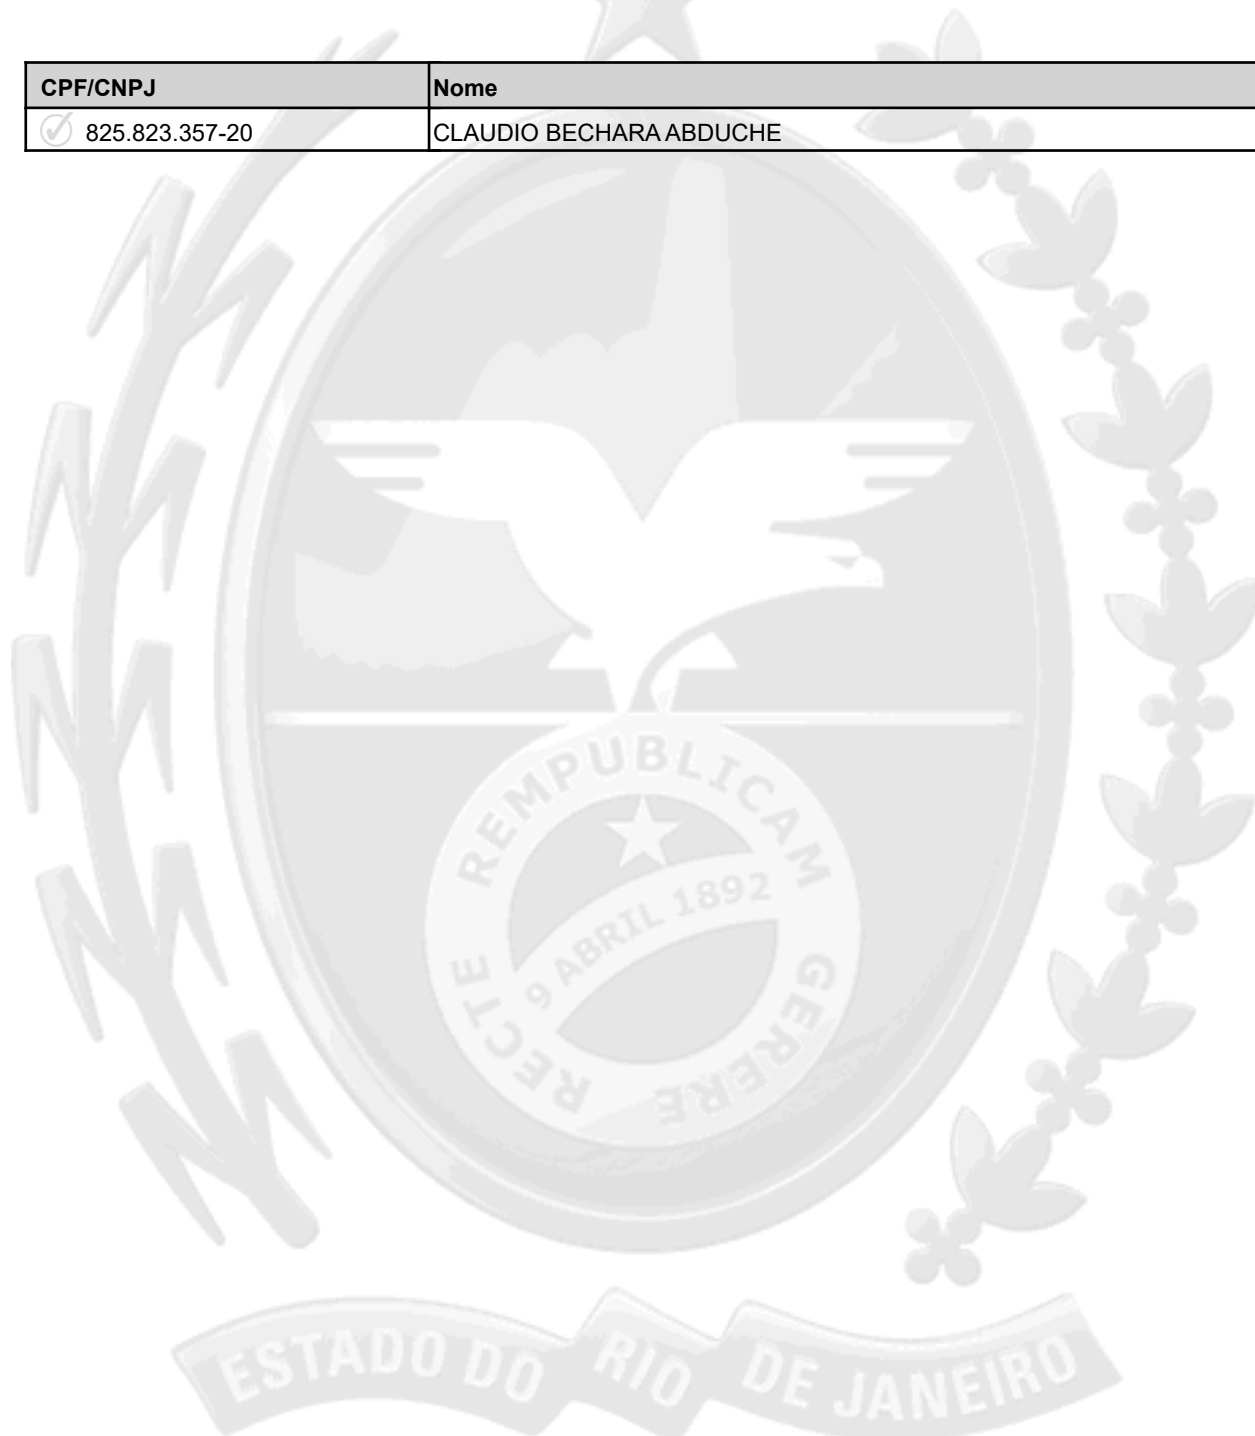 CPF/CNPJ Nome
825.823.357-20 CLAUDIO BECHARA ABDUCHE
REMPUBLICAM
9 ABRIL 1892
RECTE GERERE
ESTADO DO RIO DE JANEIRO